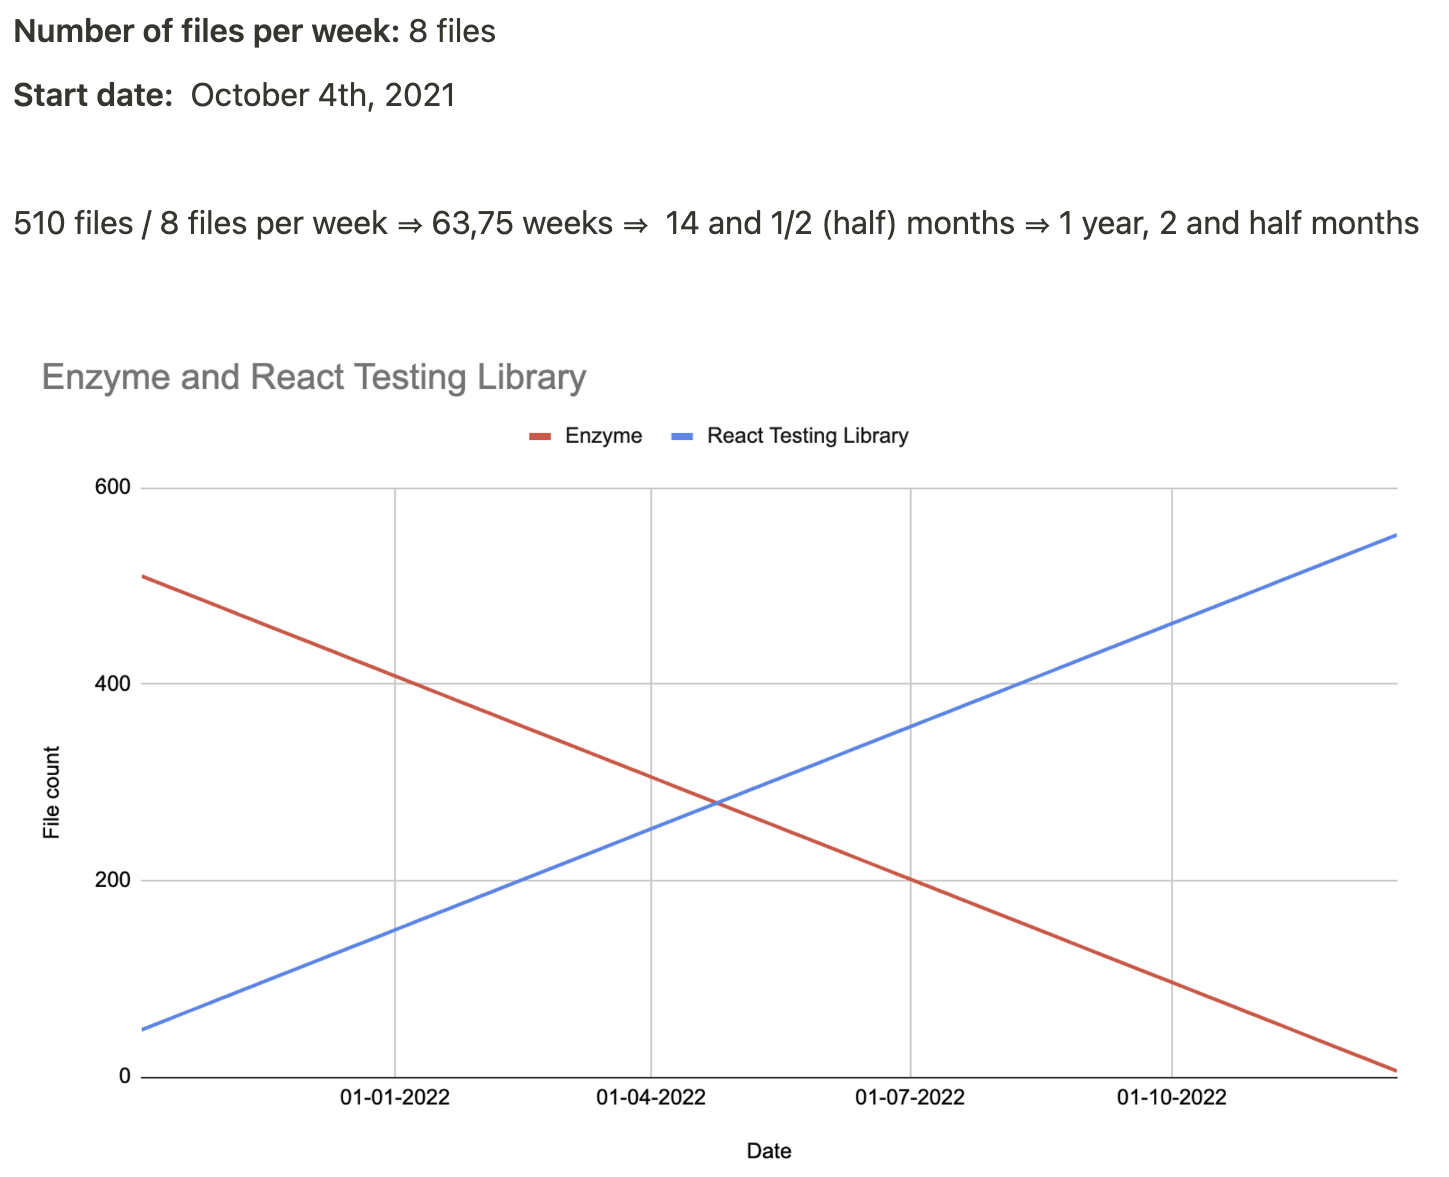 Number of files per week: 8 files
Start date: October 4th, 2021
510 files / 8 files per week ⇒ 63,75 weeks ⇒ 14 and 1/2 (half) months ⇒ 1 year, 2 and half months
Enzyme and React Testing Library
Enzyme React Testing Library
600
400
200
0
File count
01-01-2022 01-04-2022 01-07-2022 01-10-2022
Date